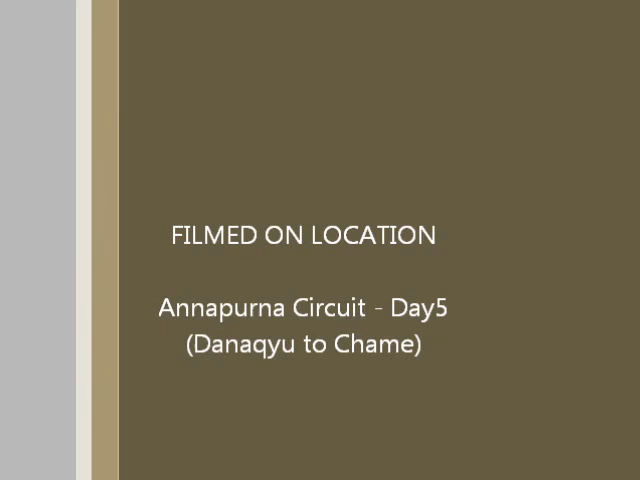 FILMED ON LOCATION
Annapurna Circuit - Day5
(Danaqyu to Chame)